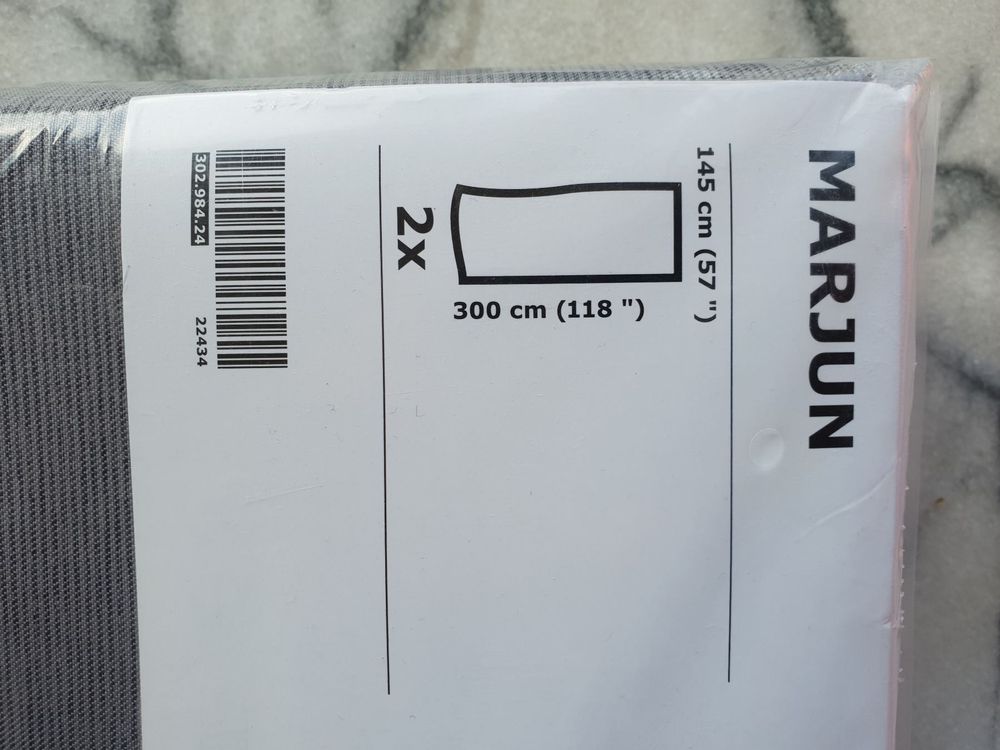 MARJUN
145 cm (57 ")
300 cm (118 ")
2x
302.984.24
22434